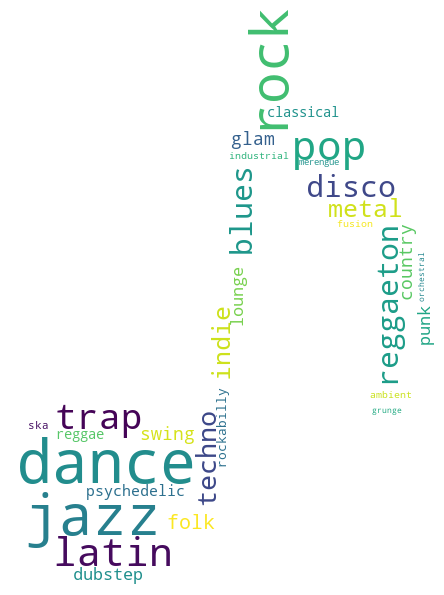 rock
classical
glam
pop
industrial
merengue
disco
blues
metal
fusion
reggaeton
country
orchestral
lounge
indie
punk
ambient
rockabilly
grunge
trap
techno
ska
reggae
swing
dance
psychedelic
jazz
folk
latin
dubstep